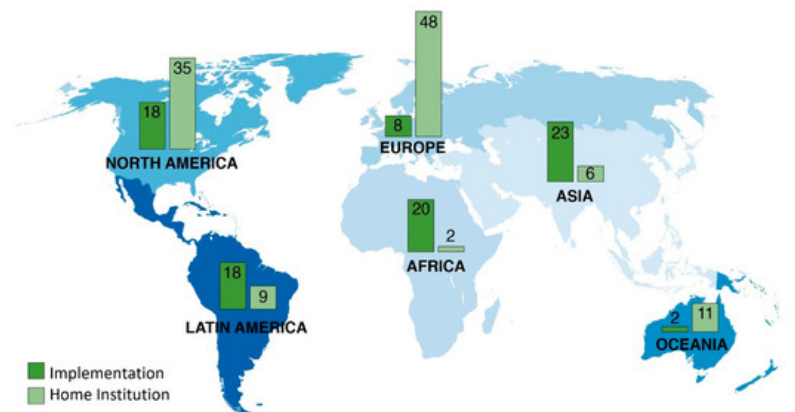 48
35
18
8
EUROPE
NORTH AMERICA
23
6
ASIA
20
2
AFRICA
18
9
LATIN AMERICA
2
11
OCEANIA
Implementation
Home Institution